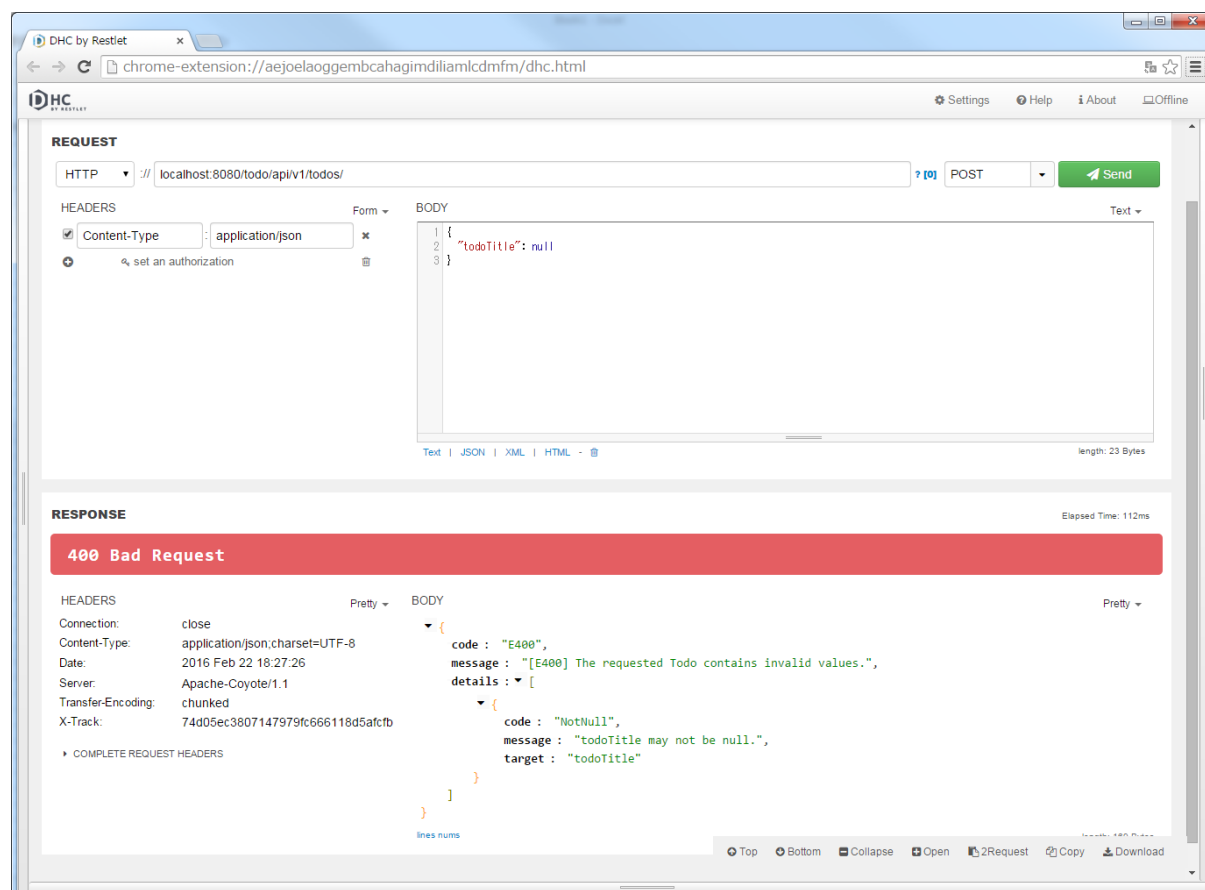 DHC by Restlet
chrome-extension://aejoelaoggembcahagimdiliamlcdmfm/dhc.html
DHC
BY RESTLET
Settings Help About Offline
REQUEST
HTTP :// localhost:8080/todo/api/v1/todos/ ? [0] POST Send
HEADERS Form BODY Text
Content-Type : application/json
set an authorization
1 {
2 "todoTitle": null
3 }
Text | JSON | XML | HTML - length: 23 Bytes
RESPONSE Elapsed Time: 112ms
400 Bad Request
HEADERS Pretty BODY Pretty
Connection: close
Content-Type: application/json;charset=UTF-8
Date: 2016 Feb 22 18:27:26
Server: Apache-Coyote/1.1
Transfer-Encoding: chunked
X-Track: 74d05ec3807147979fc666118d5afcfb
COMPLETE REQUEST HEADERS
{
code : "E400",
message : "[E400] The requested Todo contains invalid values.",
details : [
{
code : "NotNull",
message : "todoTitle may not be null.",
target : "todoTitle"
}
]
}
lines nums
Top Bottom Collapse Open 2Request Copy Download